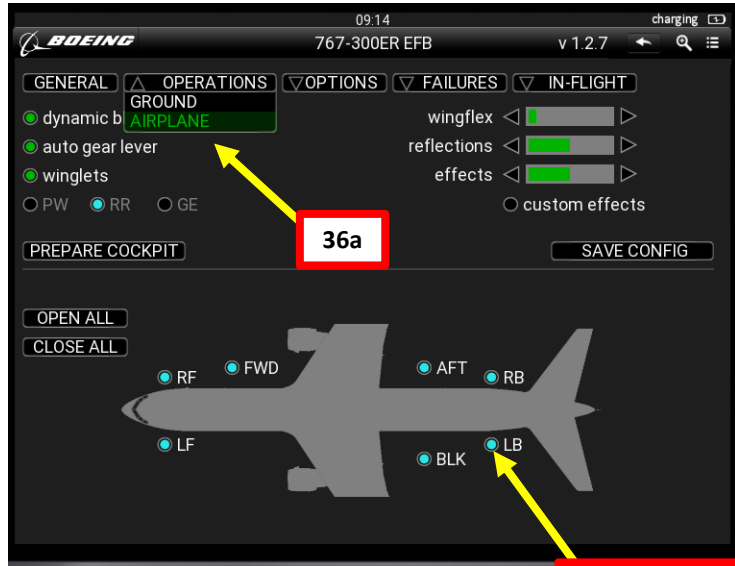 09:14
charging
BOEING
767-300ER EFB
v 1.2.7
GENERAL
OPERATIONS
OPTIONS
FAILURES
IN-FLIGHT
GROUND
AIRPLANE
dynamic b
wingflex
auto gear lever
reflections
winglets
effects
PW
RR
GE
custom effects
36a
PREPARE COCKPIT
SAVE CONFIG
OPEN ALL
CLOSE ALL
RF
FWD
AFT
RB
LF
BLK
LB